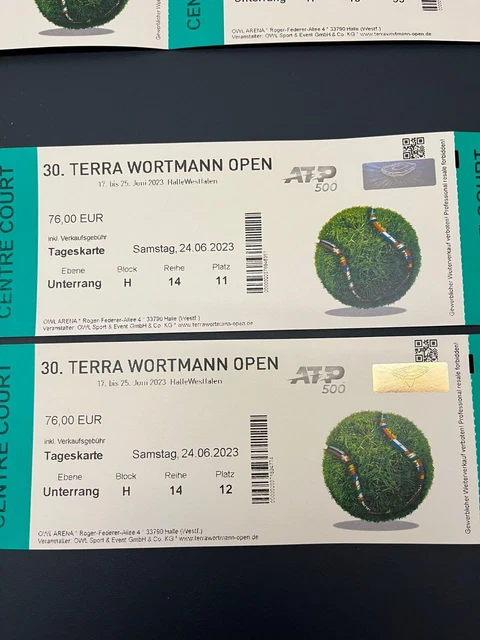 CENTRE COURT
OWL ARENA * Roger-Federer-Allee 4 * 33790 Halle (Westf.)
Veranstalter: OWL Sport & Event GmbH & Co. KG * www.terrawortmann-open.de
CENTRE COURT
30. TERRA WORTMANN OPEN
17. bis 25. Juni 2023 HalleWestfalen
ATP
500
76,00 EUR
inkl. Verkaufsgebühr
Tageskarte Samstag, 24.06.2023
Ebene Block Reihe Platz
Unterrang H 14 11
OWL ARENA * Roger-Federer-Allee 4 * 33790 Halle (Westf.)
Veranstalter: OWL Sport & Event GmbH & Co. KG * www.terrawortmann-open.de
Gewerblicher Weiterverkauf verboten! Professional resale forbidden!
CENTRE COURT
30. TERRA WORTMANN OPEN
17. bis 25. Juni 2023 HalleWestfalen
ATP
500
76,00 EUR
inkl. Verkaufsgebühr
Tageskarte Samstag, 24.06.2023
Ebene Block Reihe Platz
Unterrang H 14 12
OWL ARENA * Roger-Federer-Allee 4 * 33790 Halle (Westf.)
Veranstalter: OWL Sport & Event GmbH & Co. KG * www.terrawortmann-open.de
Gewerblicher Weiterverkauf verboten! Professional resale forbidden!